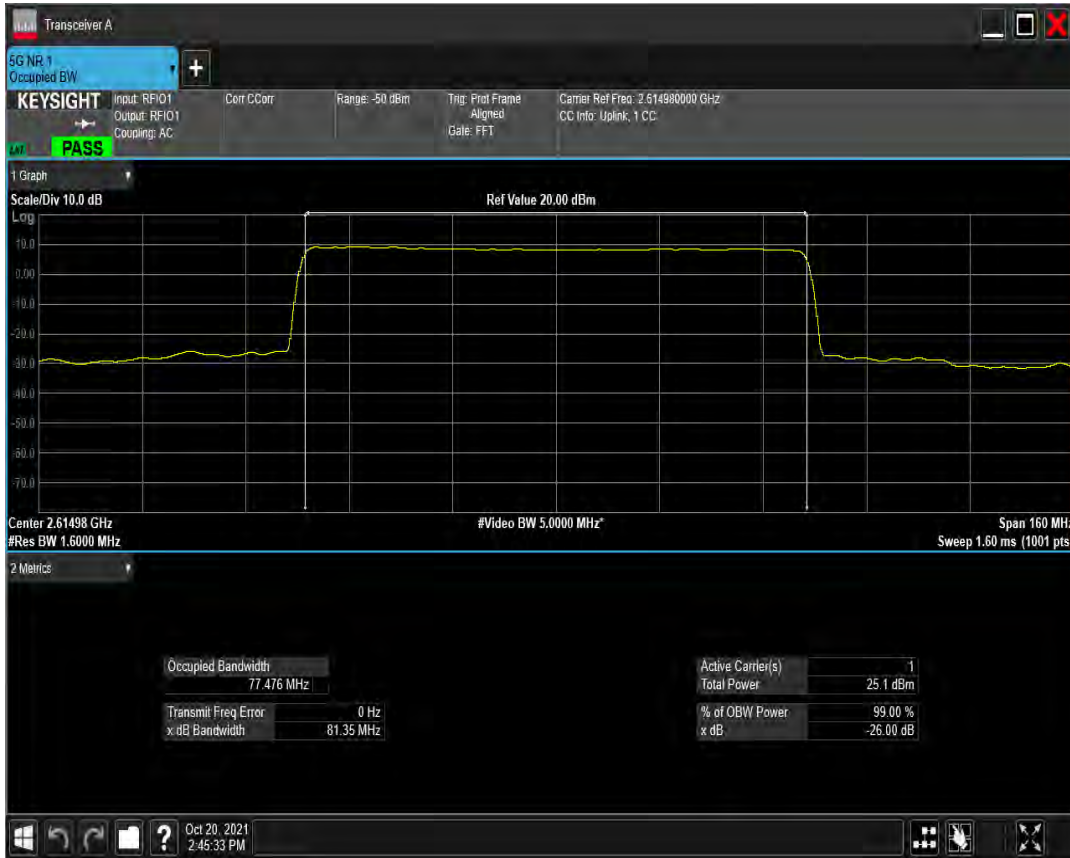 Transceiver A
5G NR 1
Occupied BW
+
KEYSIGHT
PASS
Input: RFIO1
Output: RFIO1
Coupling: AC
Corr CCorr
Range: -50 dBm
Trig: Prot Frame
Aligned
Gate: FFT
Carrier Ref Freq: 2.614980000 GHz
CC Info: Uplink, 1 CC
1 Graph
Scale/Div 10.0 dB
Ref Value 20.00 dBm
Log
10.0
0.00
-10.0
-20.0
-30.0
-40.0
-50.0
-60.0
-70.0
Center 2.61498 GHz
#Video BW 5.0000 MHz*
Span 160 MHz
#Res BW 1.6000 MHz
Sweep 1.60 ms (1001 pts
2 Metrics
Occupied Bandwidth
77.476 MHz
Transmit Freq Error 0 Hz
x dB Bandwidth 81.35 MHz
Active Carrier(s) 1
Total Power 25.1 dBm
% of OBW Power 99.00 %
x dB -26.00 dB
?
Oct 20, 2021
2:45:33 PM